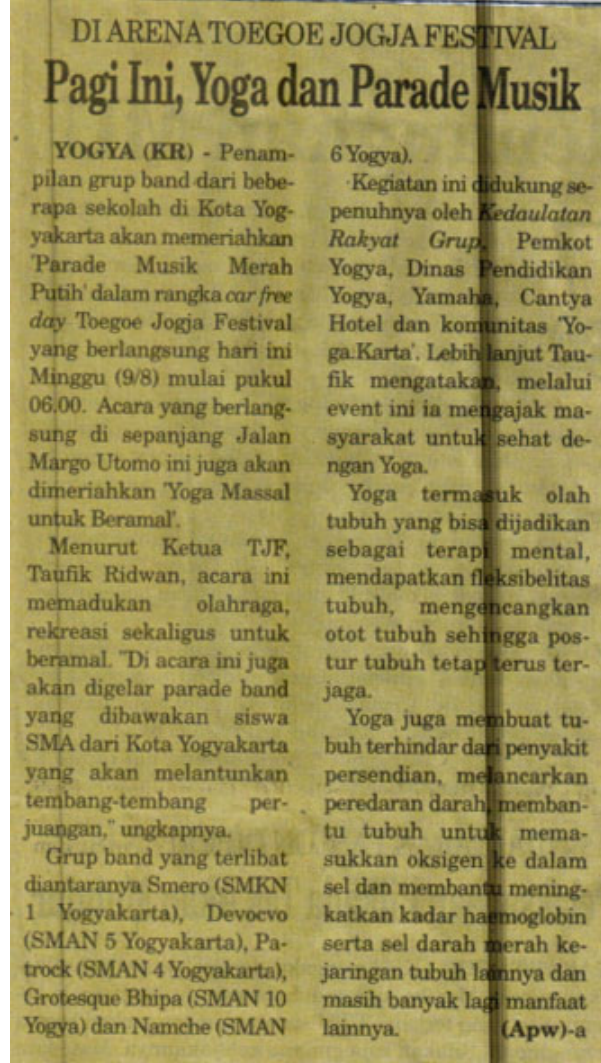 DI ARENA TOEGOE JOGJA FESTIVAL
Pagi Ini, Yoga dan Parade Musik
YOGYA (KR) - Penam-
pilan grup band dari bebe-
rapa sekolah di Kota Yog-
yakarta akan memeriahkan
'Parade Musik Merah
Putih' dalam rangka car free
day Toegoe Jogja Festival
yang berlangsung hari ini
Minggu (9/8) mulai pukul
06.00. Acara yang berlang-
sung di sepanjang Jalan
Margo Utomo ini juga akan
dimeriahkan 'Yoga Massal
untuk Beramal'.
Menurut Ketua TJF,
Taufik Ridwan, acara ini
memadukan olahraga,
rekreasi sekaligus untuk
beramal. "Di acara ini juga
akan digelar parade band
yang dibawakan siswa
SMA dari Kota Yogyakarta
yang akan melantunkan
tembang-tembang per-
juangan," ungkapnya.
Grup band yang terlibat
diantaranya Smero (SMKN
1 Yogyakarta), Devocvo
(SMAN 5 Yogyakarta), Pa-
trock (SMAN 4 Yogyakarta),
Grotesque Bhipa (SMAN 10
Yogya) dan Namche (SMAN
6 Yogya).
Kegiatan ini didukung se-
penuhnya oleh Kedaulatan
Rakyat Grup, Pemkot
Yogya, Dinas Pendidikan
Yogya, Yamaha, Cantya
Hotel dan komunitas 'Yo-
ga Karta'. Lebih lanjut Tau-
fik mengatakan, melalui
event ini ia mengajak ma-
syarakat untuk sehat de-
ngan Yoga.
Yoga termasuk olah
tubuh yang bisa dijadikan
sebagai terapi mental,
mendapatkan fleksibelitas
tubuh, mengencangkan
otot tubuh sehingga pos-
tur tubuh tetap terus ter-
jaga.
Yoga juga membuat tu-
buh terhindar dari penyakit
persendian, melancarkan
peredaran darah, memban-
tu tubuh untuk mema-
sukkan oksigen ke dalam
sel dan membantu mening-
katkan kadar haemoglobin
serta sel darah merah ke-
jaringan tubuh lainnya dan
masih banyak lagi manfaat
lainnya. (Apw)-a